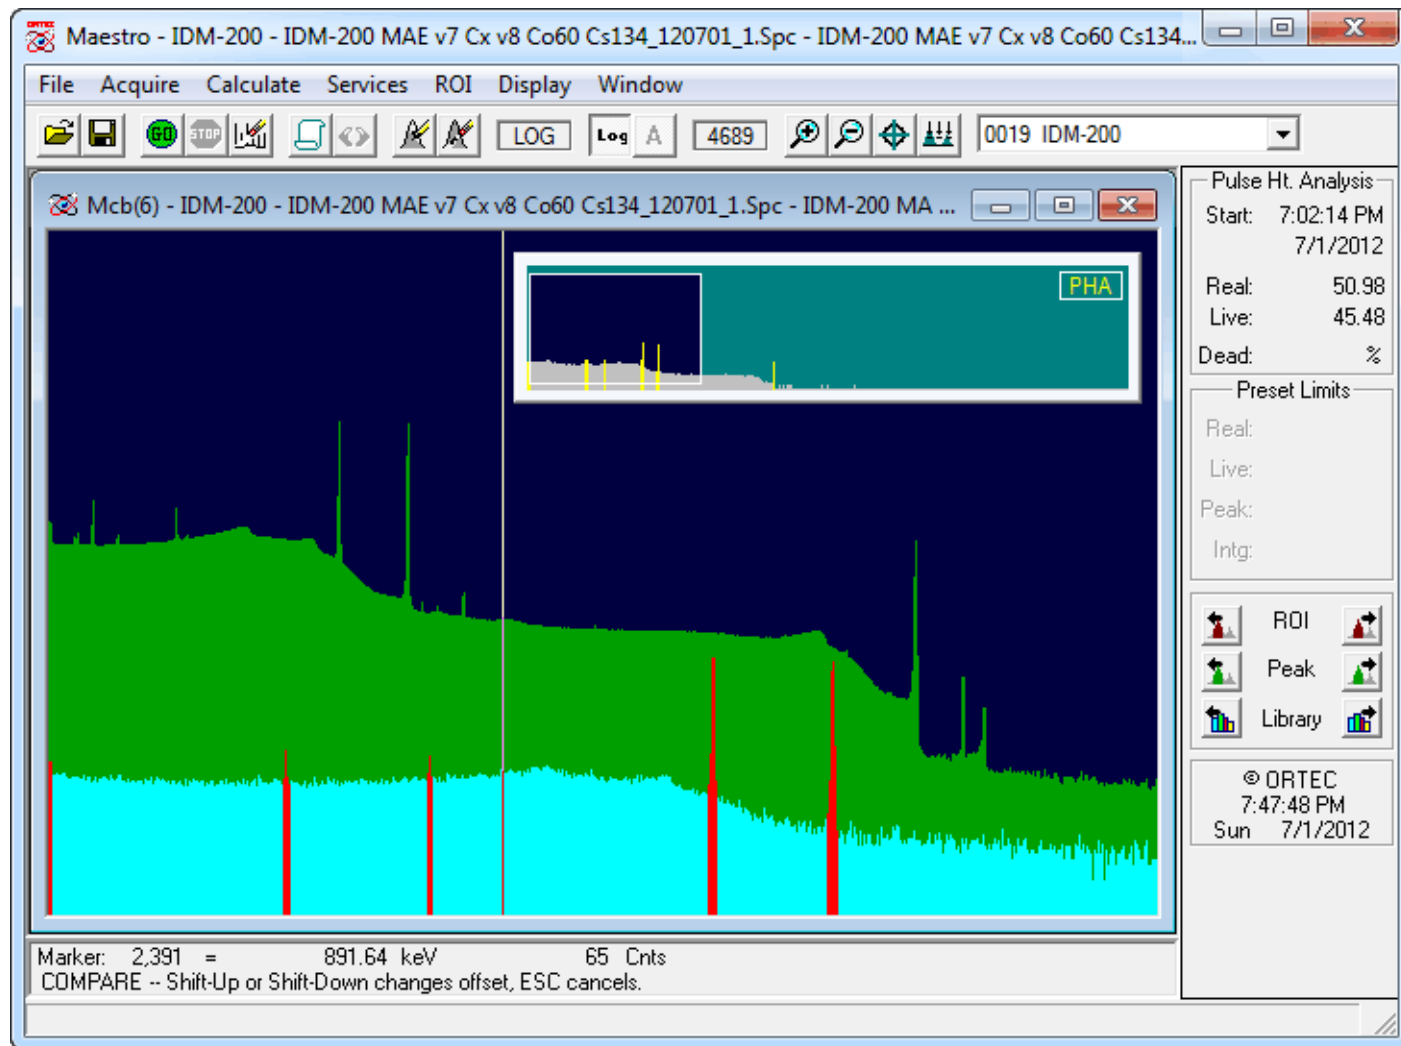 ORTEC
Maestro - IDM-200 - IDM-200 MAE v7 Cx v8 Co60 Cs134_120701_1.Spc - IDM-200 MAE v7 Cx v8 Co60 Cs134...
File Acquire Calculate Services ROI Display Window
GO STOP LOG Log A 4689 0019 IDM-200
Mcb(6) - IDM-200 - IDM-200 MAE v7 Cx v8 Co60 Cs134_120701_1.Spc - IDM-200 MA ...
PHA
Pulse Ht. Analysis
Start: 7:02:14 PM
7/1/2012
Real: 50.98
Live: 45.48
Dead: %
Preset Limits
Real:
Live:
Peak:
Intg:
ROI
Peak
Library
© ORTEC
7:47:48 PM
Sun 7/1/2012
Marker: 2,391 = 891.64 keV 65 Cnts
COMPARE -- Shift-Up or Shift-Down changes offset, ESC cancels.